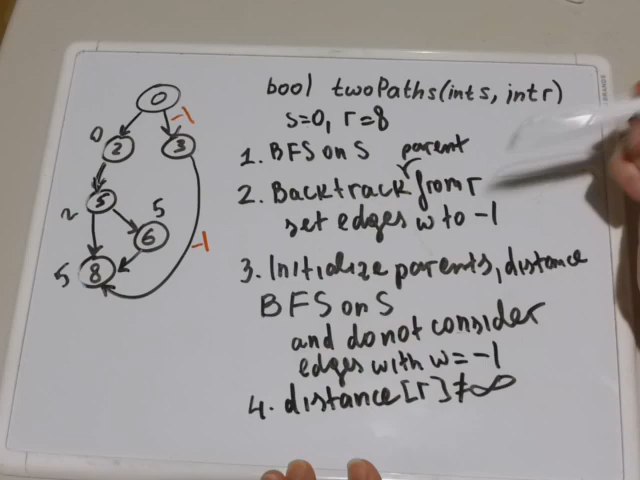 bool twoPaths(int s, int r)
s=0, r=8
1. BFS on S
parent
2. Backtrack from r
set edges w to -1
3. Initialize parents, distance
BFS on S
and do not consider
edges with w=-1
4. distance[r]≠∞
0
-1
0
2
3
2
5
5
6
-1
5
8